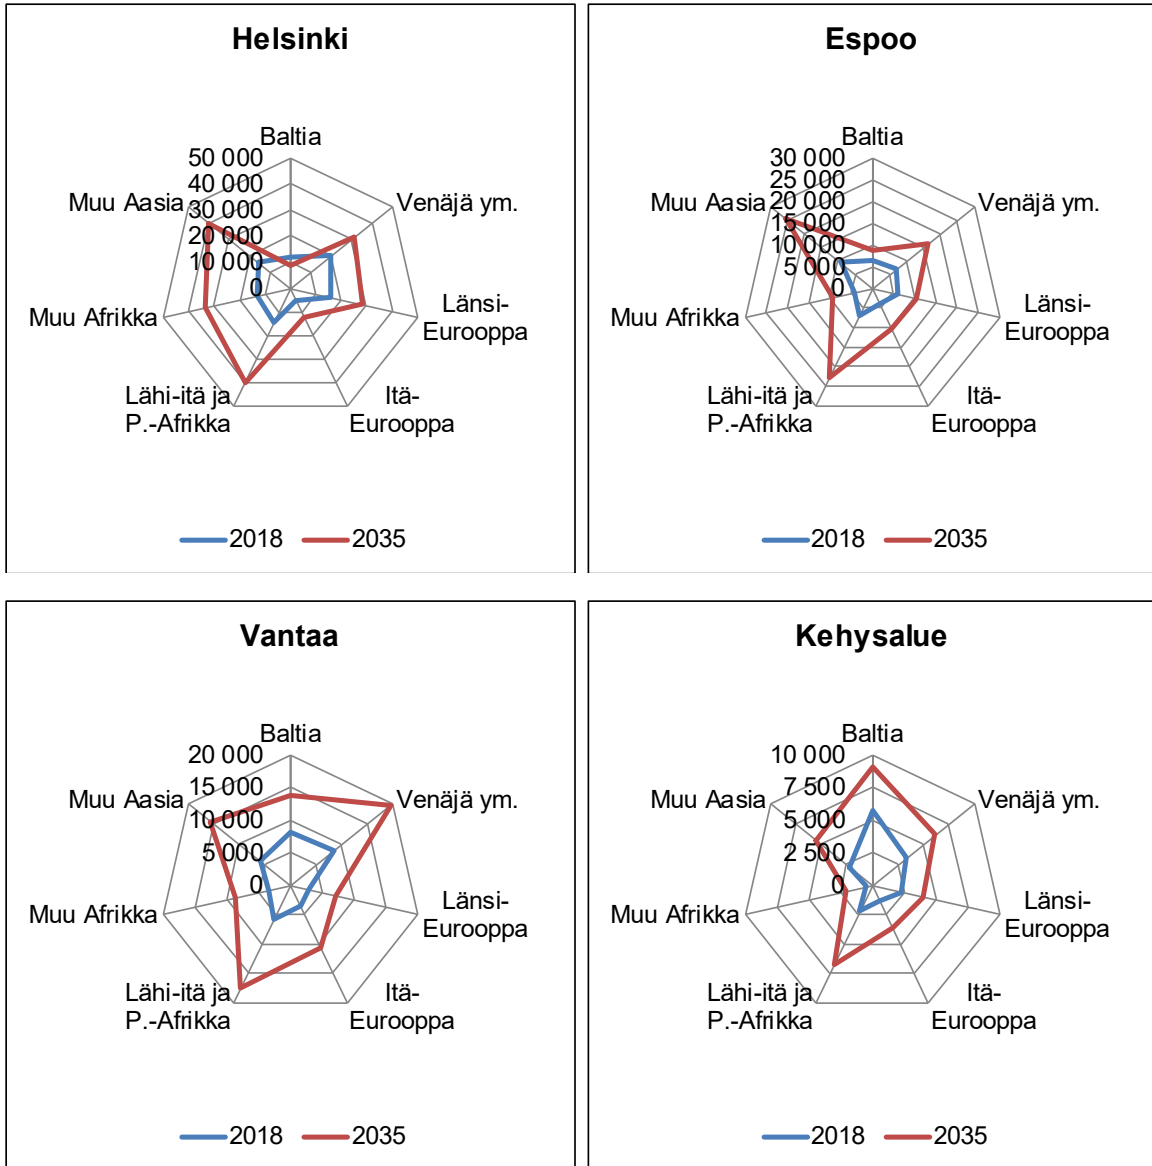 Helsinki
Baltia
50 000
40 000
30 000
20 000
10 000
0
Muu Aasia
Venäjä ym.
Muu Afrikka
Länsi-
Eurooppa
Lähi-itä ja
P.-Afrikka
Itä-
Eurooppa
2018
2035
Espoo
Baltia
30 000
25 000
20 000
15 000
10 000
5 000
0
Muu Aasia
Venäjä ym.
Muu Afrikka
Länsi-
Eurooppa
Lähi-itä ja
P.-Afrikka
Itä-
Eurooppa
2018
2035
Vantaa
Baltia
20 000
15 000
10 000
5 000
0
Muu Aasia
Venäjä ym.
Muu Afrikka
Länsi-
Eurooppa
Lähi-itä ja
P.-Afrikka
Itä-
Eurooppa
2018
2035
Kehysalue
Baltia
10 000
7 500
5 000
2 500
0
Muu Aasia
Venäjä ym.
Muu Afrikka
Länsi-
Eurooppa
Lähi-itä ja
P.-Afrikka
Itä-
Eurooppa
2018
2035